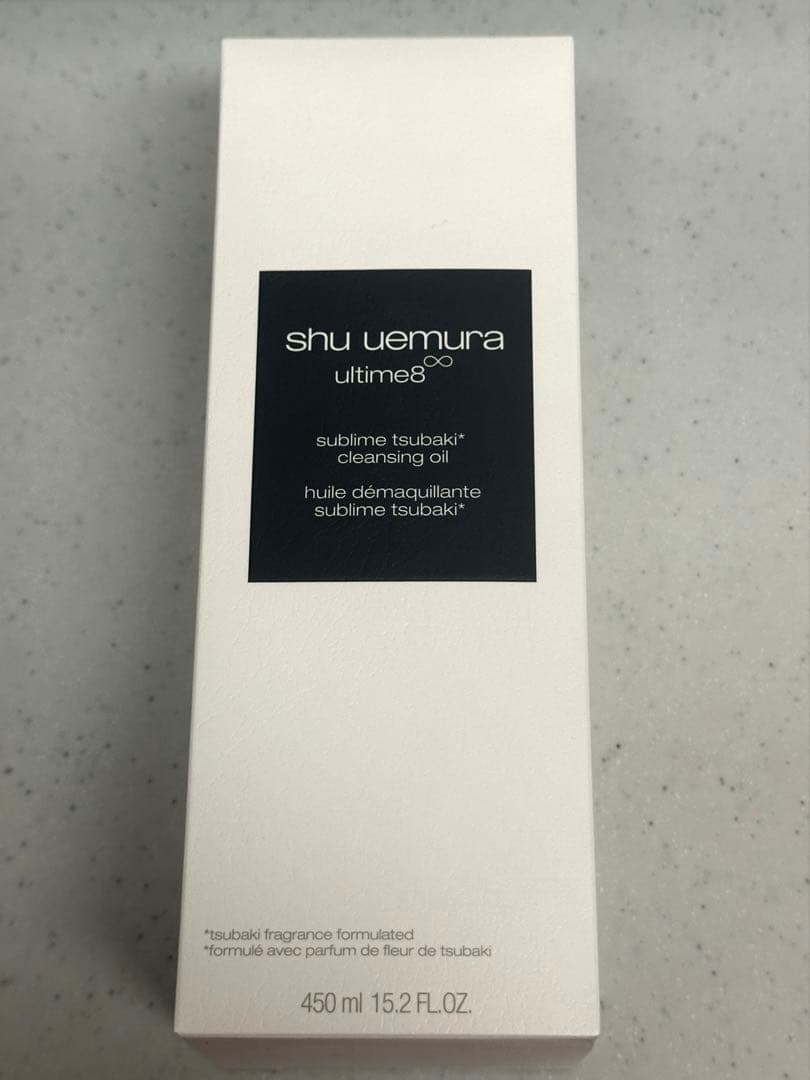 shu uemura
ultime8∞
sublime tsubaki*
cleansing oil
huile démaquillante
sublime tsubaki*
*tsubaki fragrance formulated
*formulé avec parfum de fleur de tsubaki
450 ml 15.2 FL.OZ.